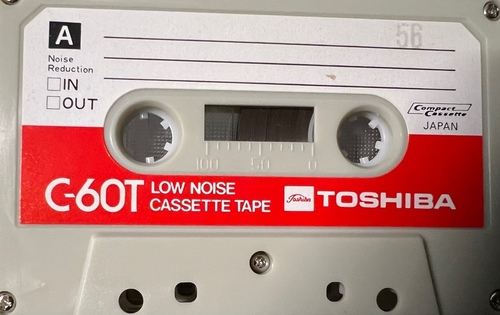 A
56
Noise
Reduction
IN
OUT
Compact
Cassette
JAPAN
100 50 0
C-60T LOW NOISE
CASSETTE TAPE
Toshiba TOSHIBA